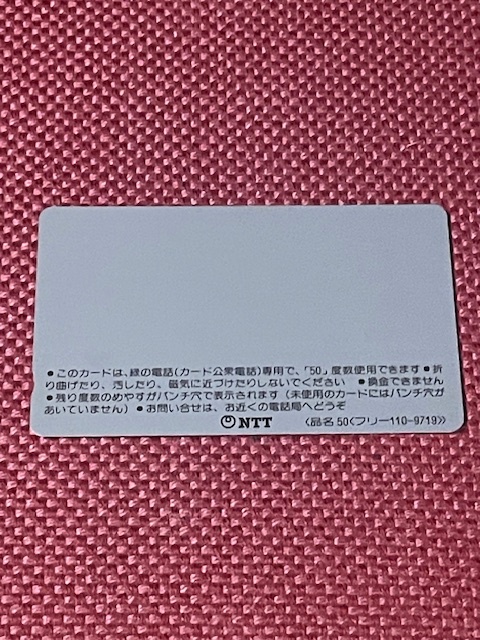 ●このカードは、緑の電話(カード公衆電話)専用で、「50」度数使用できます●折
り曲げたり、汚したり、磁気に近づけたりしないでください ●換金できません
●残り度数のめやすがパンチ穴で表示されます(未使用のカードにはパンチ穴が
あいていません)●お問い合せは、お近くの電話局へどうぞ
NTT 〈品名 50〈フリー110-9719〉〉